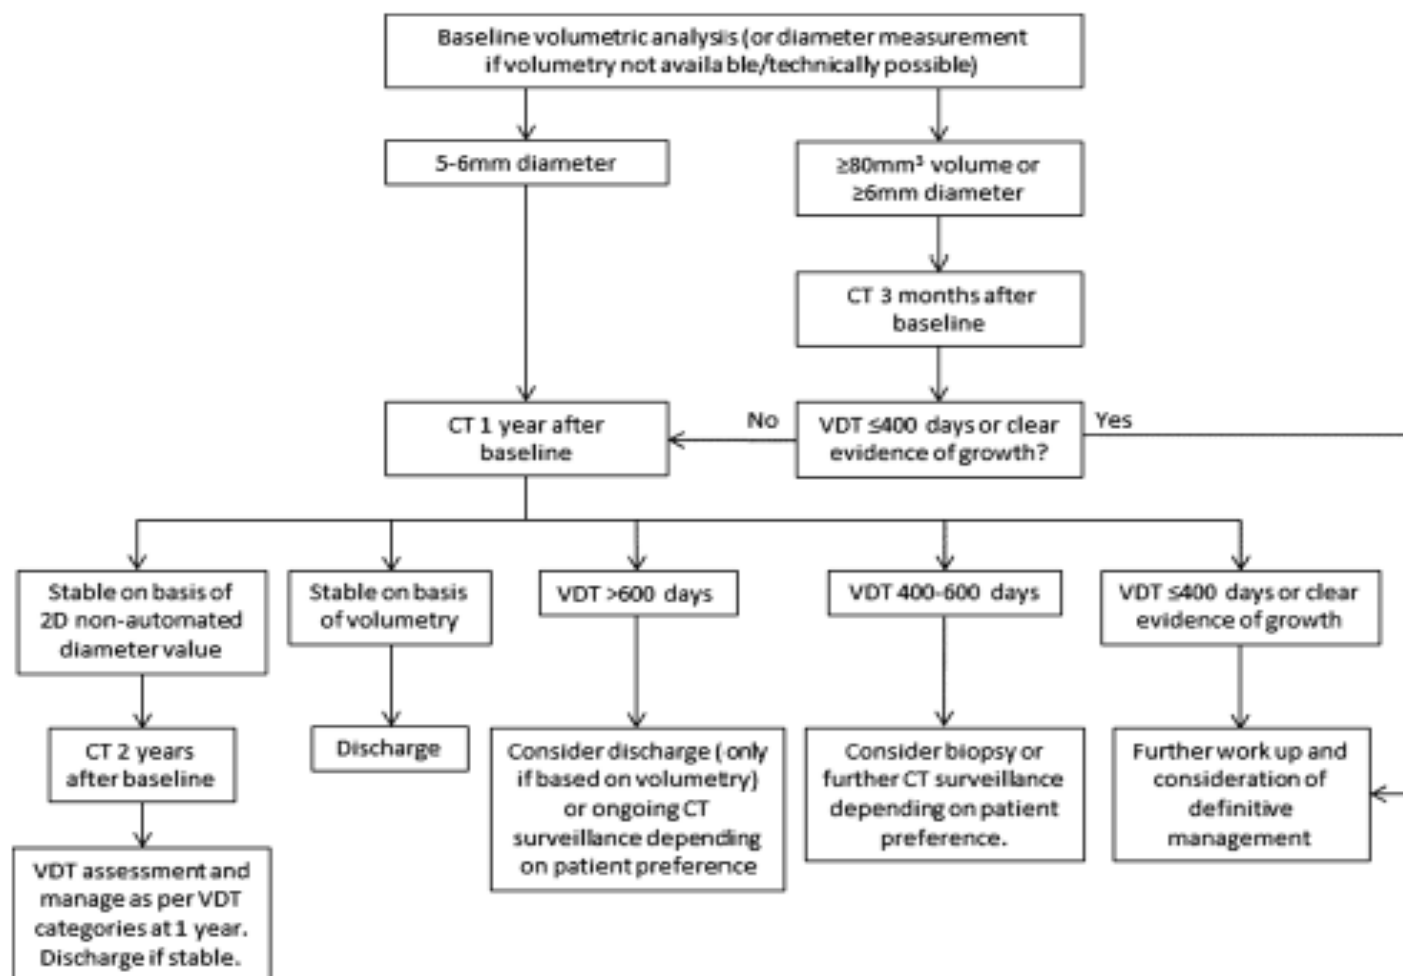 Baseline volumetric analysis (or diameter measurement
if volumetry not available/technically possible)
5-6mm diameter
≥80mm³ volume or
≥6mm diameter
CT 3 months after
baseline
CT 1 year after
baseline
No
VDT ≤400 days or clear
evidence of growth?
Yes
Stable on basis of
2D non-automated
diameter value
Stable on basis
of volumetry
VDT >600 days
VDT 400-600 days
VDT ≤400 days or clear
evidence of growth
CT 2 years
after baseline
Discharge
Consider discharge (only
if based on volumetry)
or ongoing CT
surveillance depending
on patient preference
Consider biopsy or
further CT surveillance
depending on patient
preference.
Further work up and
consideration of
definitive
management
VDT assessment and
manage as per VDT
categories at 1 year.
Discharge if stable.